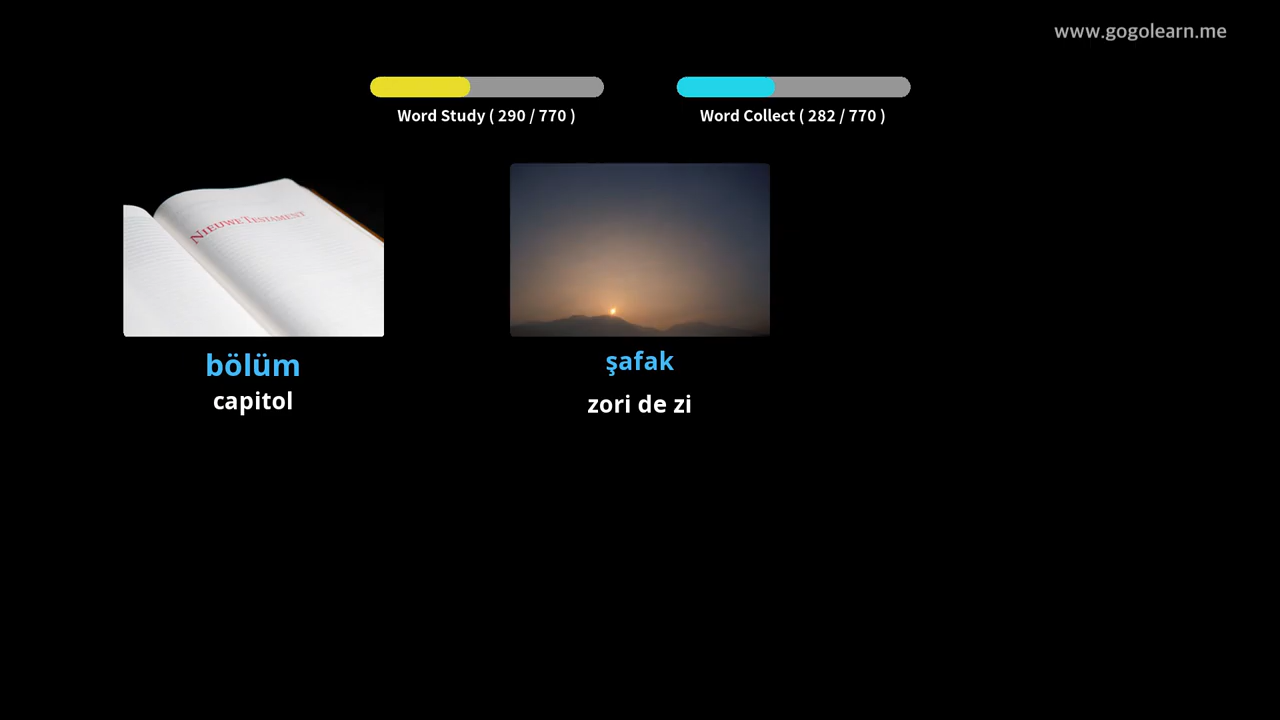 www.gogolearn.me
Word Study ( 290 / 770 )
Word Collect ( 282 / 770 )
NIEUWE TESTAMENT
bölüm
capitol
şafak
zori de zi